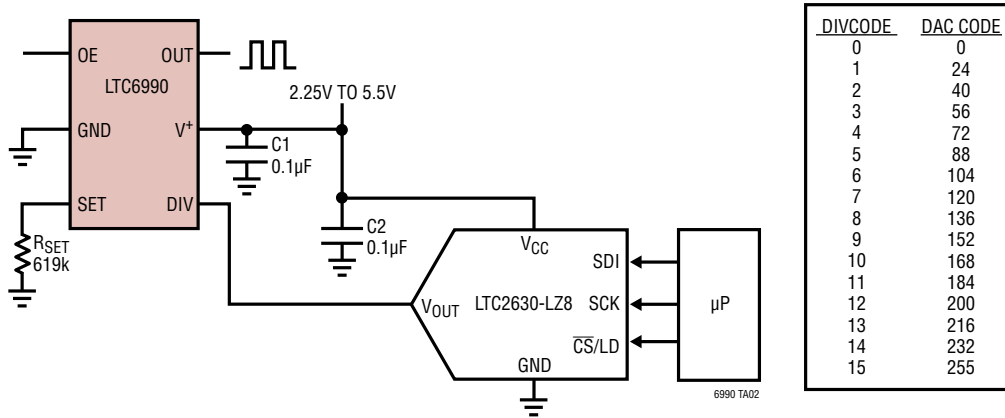 OE
OUT
LTC6990
GND
V+
SET
DIV
RSET
619k
2.25V TO 5.5V
C1
0.1µF
C2
0.1µF
VCC
SDI
VOUT
LTC2630-LZ8
SCK
CS/LD
GND
µP
6990 TA02
DIVCODE DAC CODE
0 0
1 24
2 40
3 56
4 72
5 88
6 104
7 120
8 136
9 152
10 168
11 184
12 200
13 216
14 232
15 255